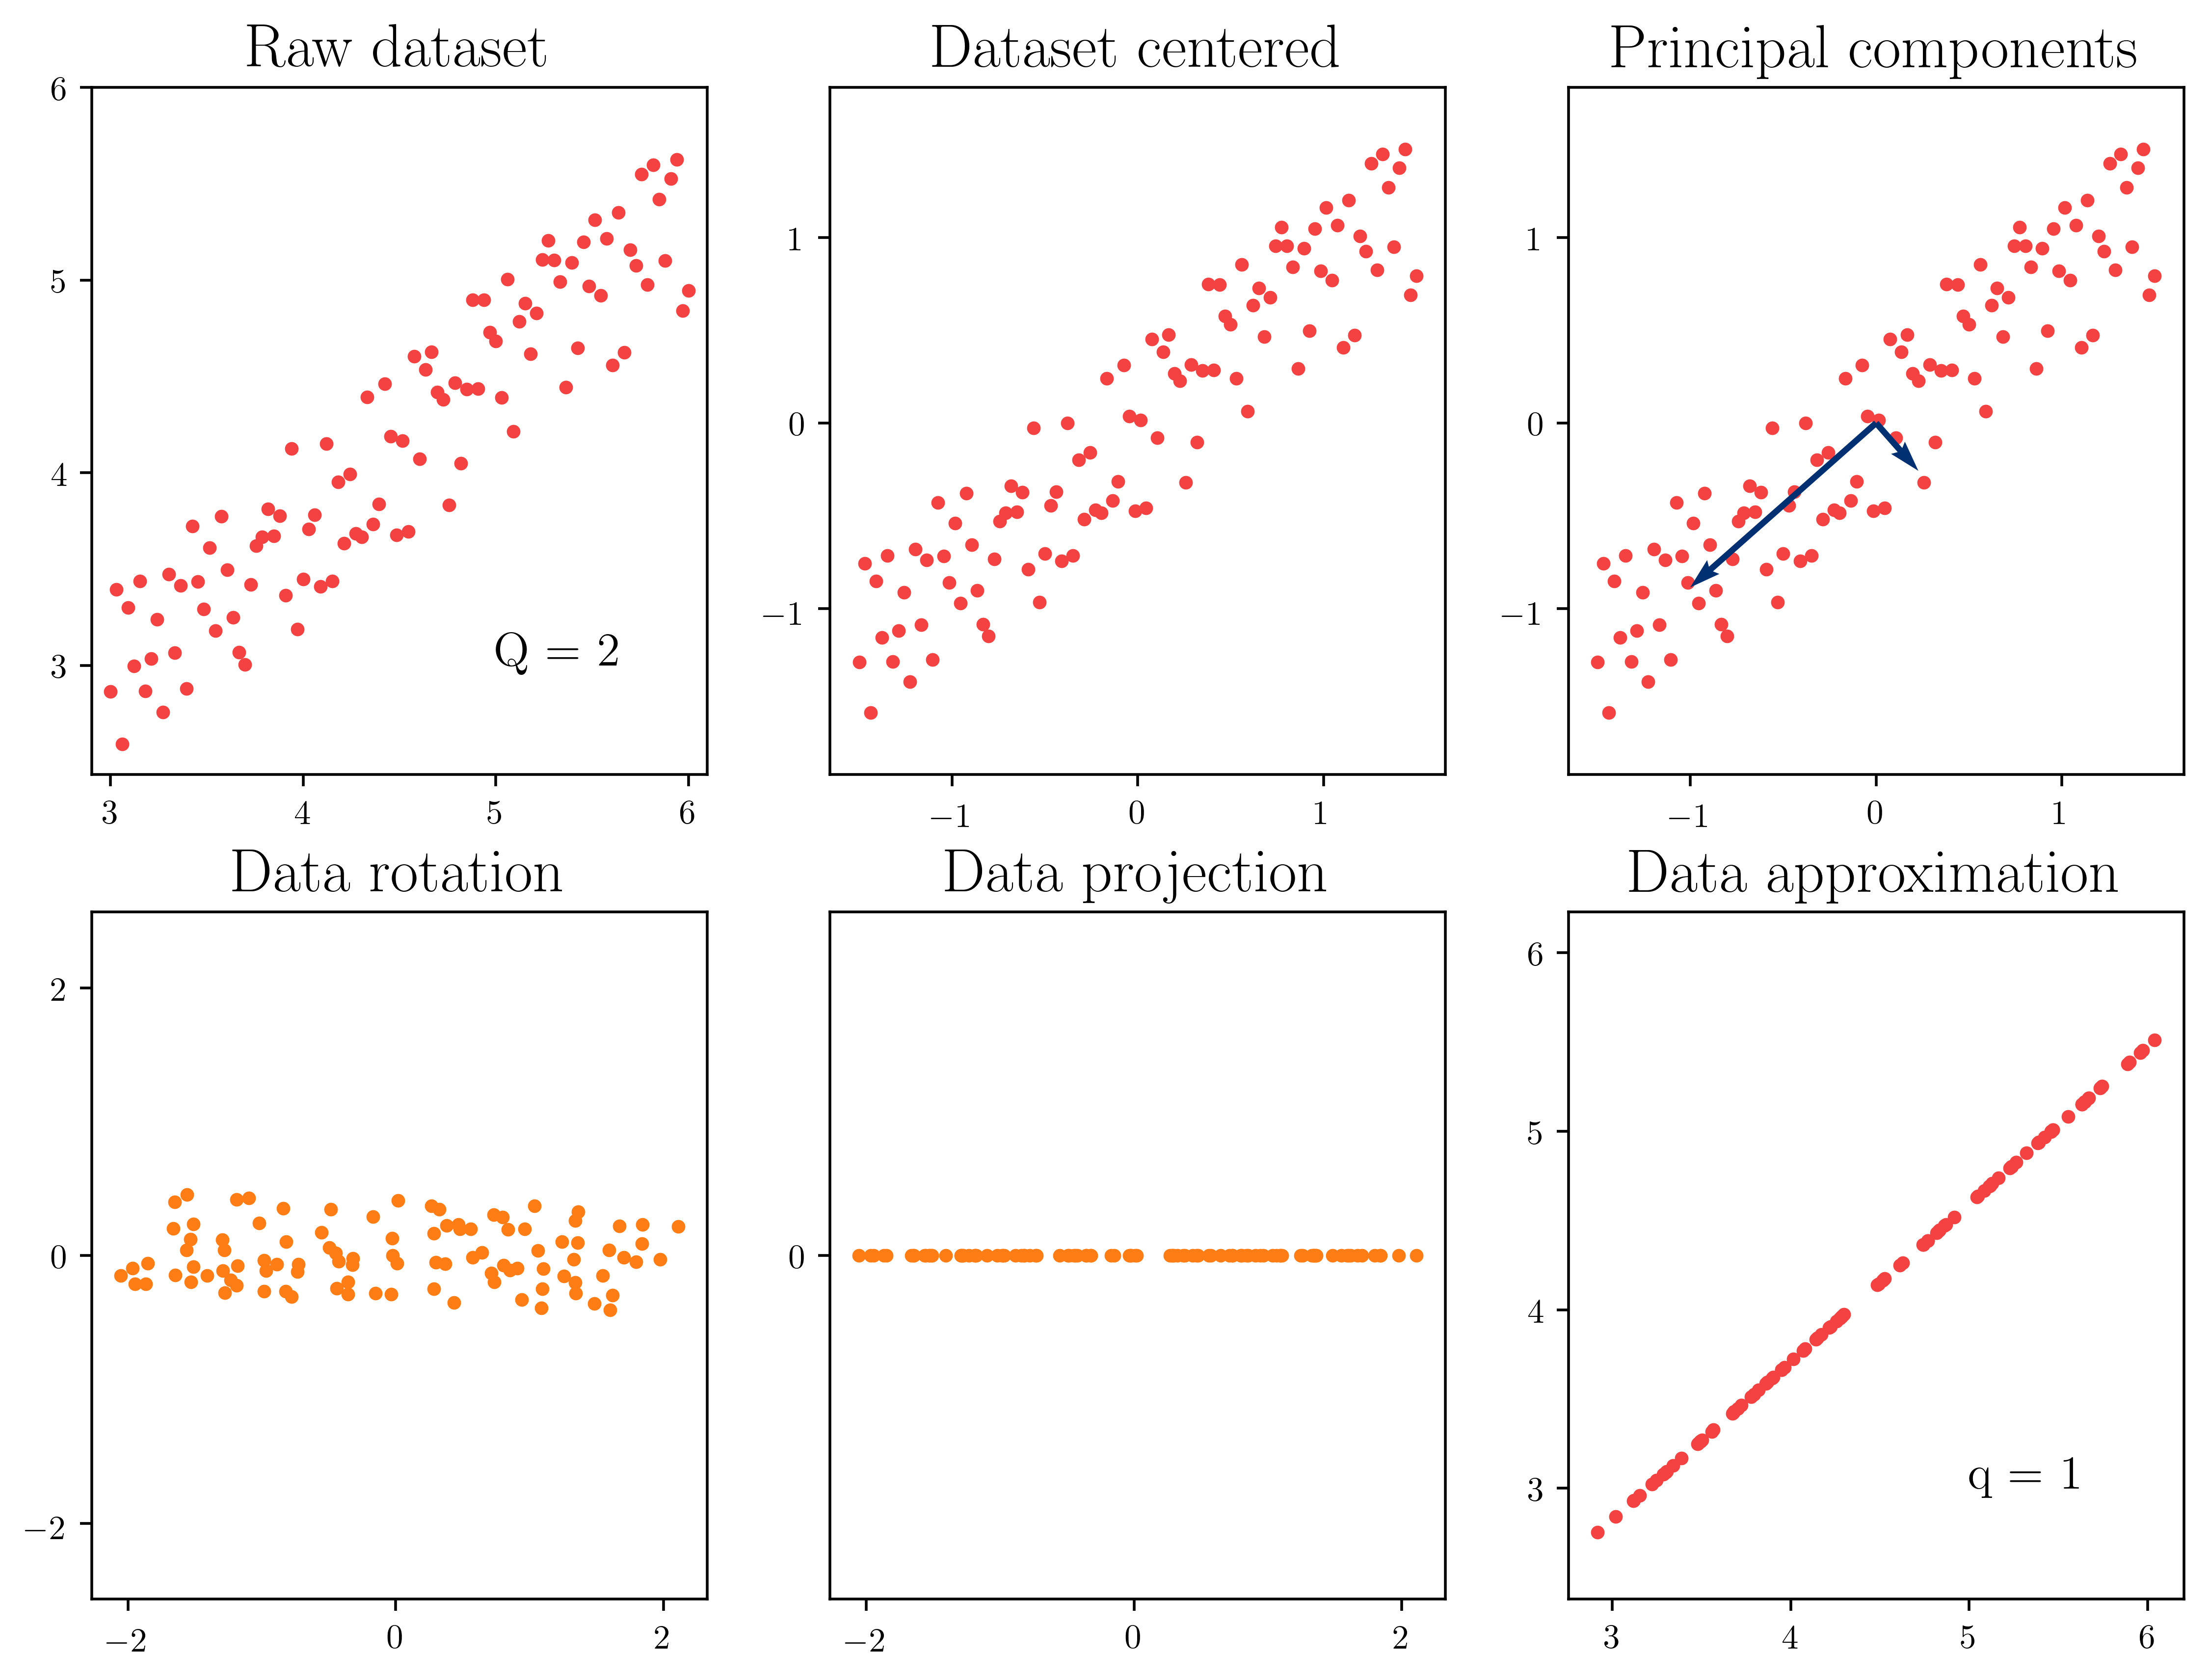 Raw dataset
6
5
4
3
Q = 2
3 4 5 6
Dataset centered
1
0
−1
−1 0 1
Principal components
1
0
−1
−1 0 1
Data rotation
2
0
−2
−2 0 2
Data projection
0
−2 0 2
Data approximation
6
5
4
3
q = 1
3 4 5 6